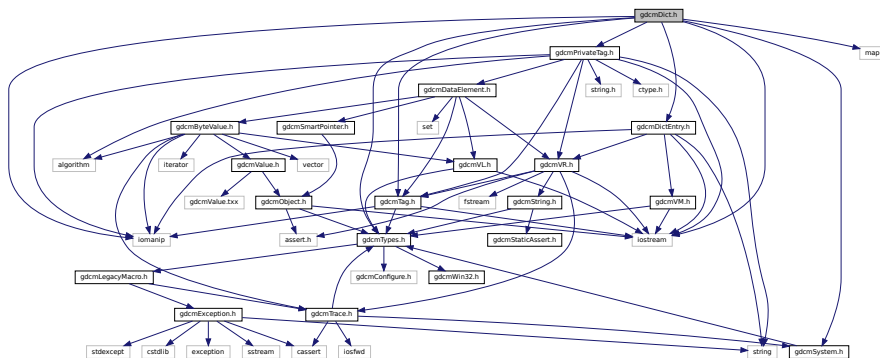 gdcmDict.h
gdcmPrivateTag.h
map
gdcmDataElement.h
string.h
ctype.h
gdcmByteValue.h
gdcmSmartPointer.h
set
gdcmDictEntry.h
algorithm
iterator
gdcmValue.h
vector
gdcmVL.h
gdcmVR.h
gdcmValue.txx
gdcmObject.h
gdcmTag.h
fstream
gdcmString.h
gdcmVM.h
iomanip
assert.h
gdcmTypes.h
gdcmStaticAssert.h
iostream
gdcmLegacyMacro.h
gdcmConfigure.h
gdcmWin32.h
gdcmException.h
gdcmTrace.h
stdexcept
cstdlib
exception
sstream
cassert
iosfwd
string
gdcmSystem.h